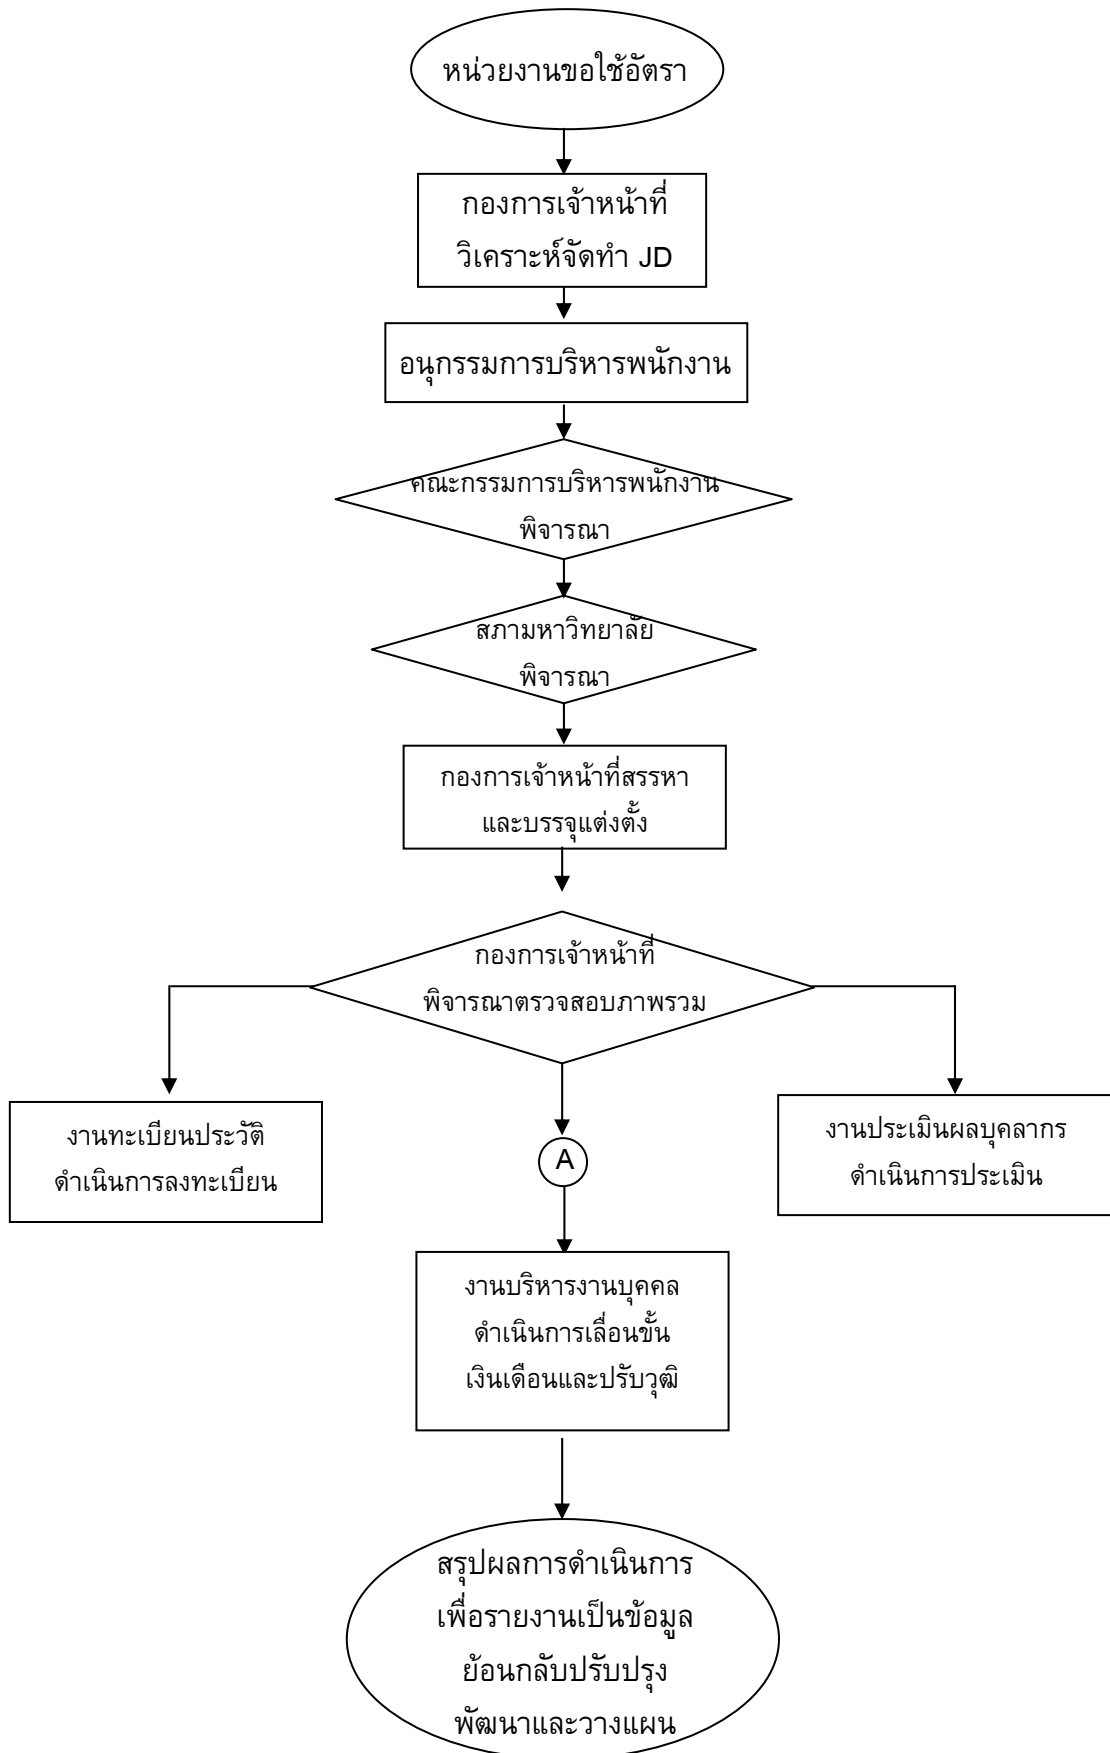 หน่วยงานขอใช้อัตรา
กองการเจ้าหน้าที่
วิเคราะห์จัดทำ JD
อนุกรรมการบริหารพนักงาน
คณะกรรมการบริหารพนักงาน
พิจารณา
สภามหาวิทยาลัย
พิจารณา
กองการเจ้าหน้าที่สรรหา
และบรรจุแต่งตั้ง
กองการเจ้าหน้าที่
พิจารณาตรวจสอบภาพรวม
งานทะเบียนประวัติ
ดำเนินการลงทะเบียน
A
งานประเมินผลบุคลากร
ดำเนินการประเมิน
งานบริหารงานบุคคล
ดำเนินการเลื่อนขั้น
เงินเดือนและปรับวุฒิ
สรุปผลการดำเนินการ
เพื่อรายงานเป็นข้อมูล
ย้อนกลับปรับปรุง
พัฒนาและวางแผน